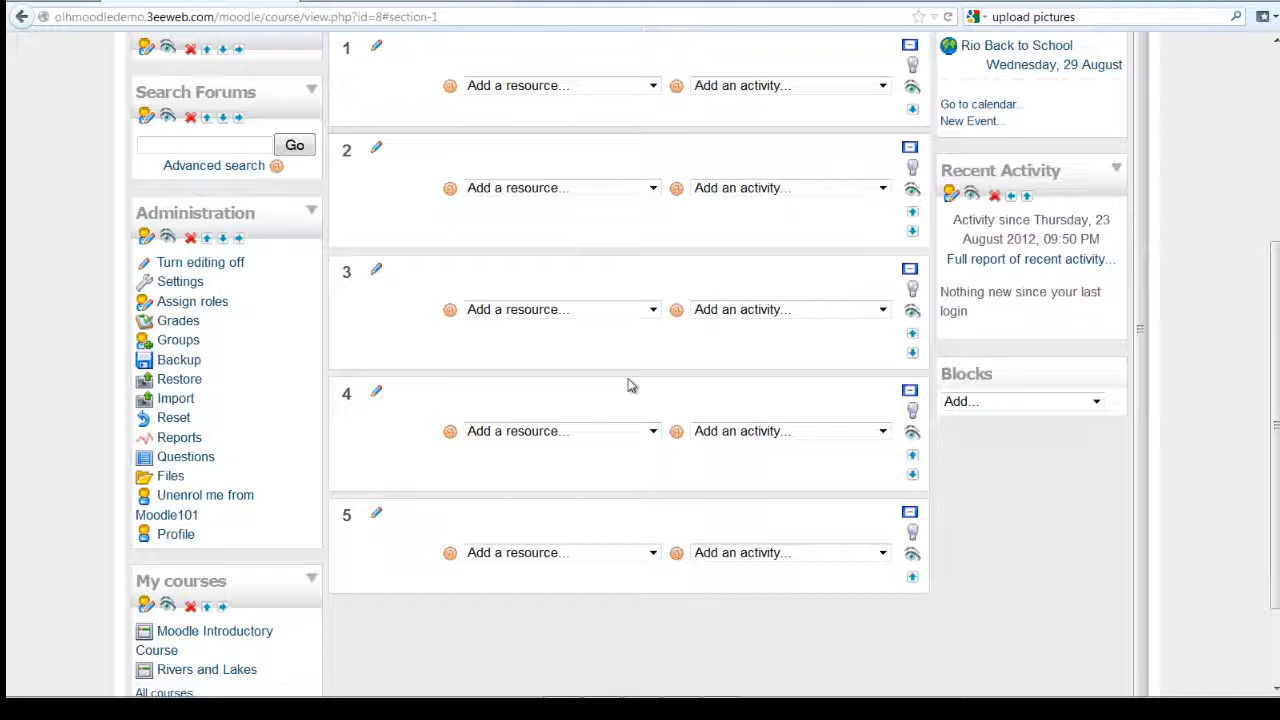 olhmoodledemo.3eeweb.com/moodle/course/view.php?id=8#section-1
upload pictures
Search Forums
Go
Advanced search
Administration
Turn editing off
Settings
Assign roles
Grades
Groups
Backup
Restore
Import
Reset
Reports
Questions
Files
Unenrol me from
Moodle101
Profile
My courses
Moodle Introductory
Course
Rivers and Lakes
All courses
1
Add a resource... Add an activity...
2
Add a resource... Add an activity...
3
Add a resource... Add an activity...
4
Add a resource... Add an activity...
5
Add a resource... Add an activity...
Rio Back to School
Wednesday, 29 August
Go to calendar...
New Event...
Recent Activity
Activity since Thursday, 23
August 2012, 09:50 PM
Full report of recent activity...
Nothing new since your last
login
Blocks
Add...